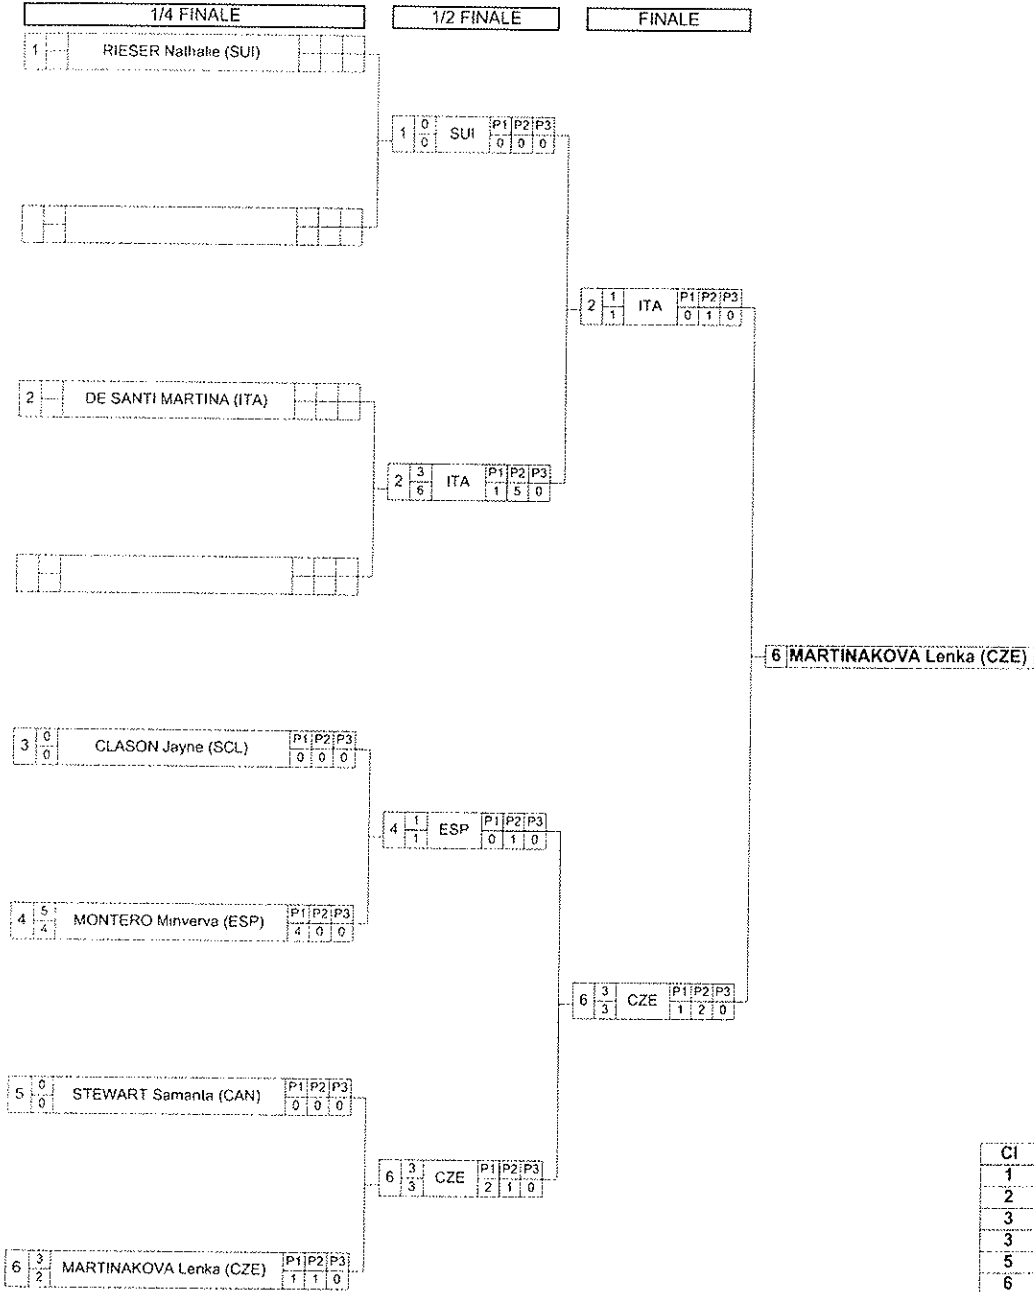 1/4 FINALE 1/2 FINALE FINALE
1 RIESER Nathalie (SUI)
1 0 0 SUI P1 P2 P3 0 0 0
2 1 1 ITA P1 P2 P3 0 1 0
2 DE SANTI MARTINA (ITA)
2 3 6 ITA P1 P2 P3 1 5 0
6 MARTINAKOVA Lenka (CZE)
3 0 0 CLASON Jayne (SCL) P1 P2 P3 0 0 0
4 1 1 ESP P1 P2 P3 0 1 0
4 5 4 MONTERO Minverva (ESP) P1 P2 P3 4 0 0
6 3 3 CZE P1 P2 P3 1 2 0
5 0 0 STEWART Samanta (CAN) P1 P2 P3 0 0 0
6 3 3 CZE P1 P2 P3 2 1 0
6 3 2 MARTINAKOVA Lenka (CZE) P1 P2 P3 1 1 0
Cl
1
2
3
3
5
6